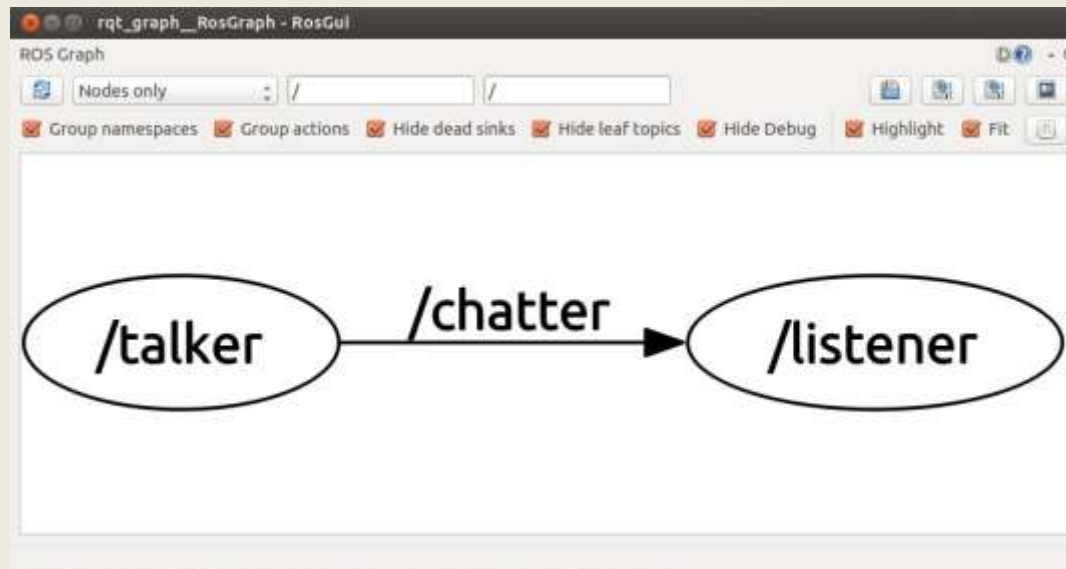 rqt_graph__RosGraph - RosGui
ROS Graph
D
Nodes only / /
Group namespaces Group actions Hide dead sinks Hide leaf topics Hide Debug Highlight Fit
/talker /chatter /listener